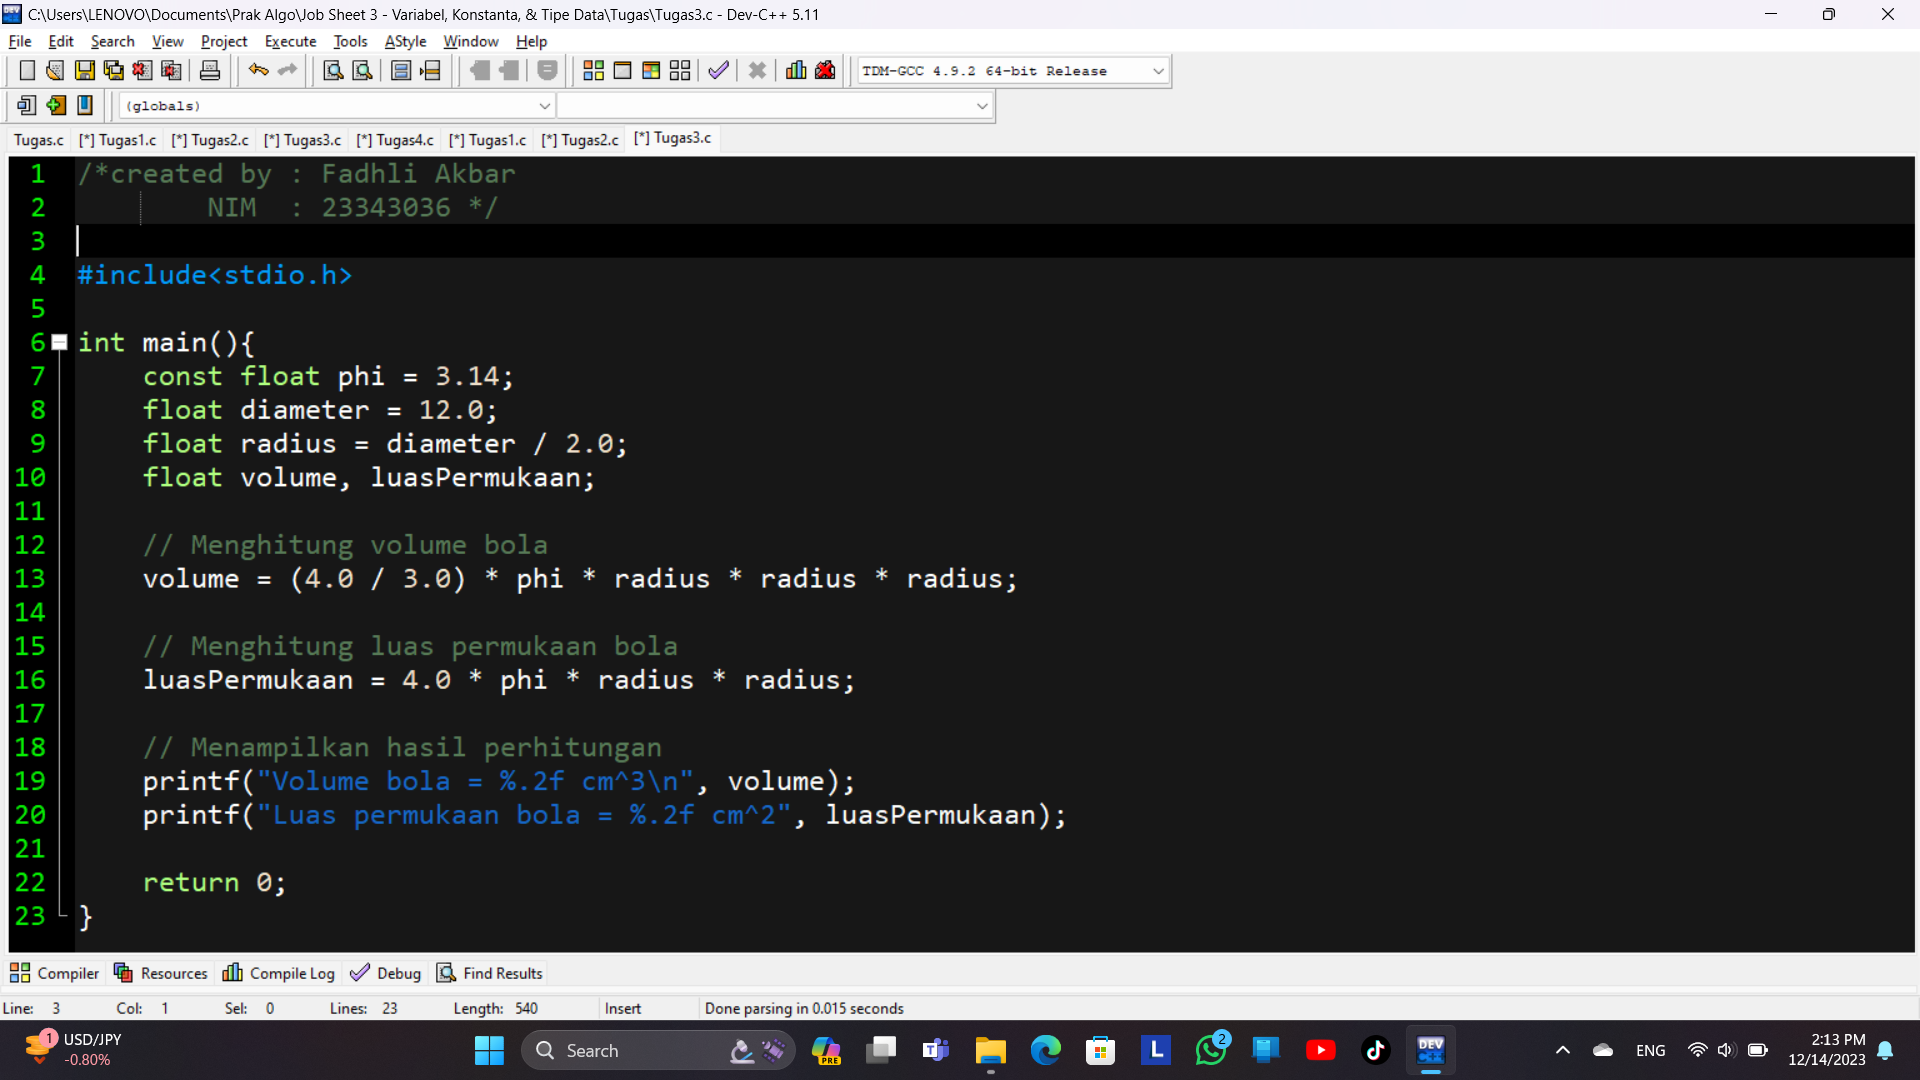 C:\Users\LENOVO\Documents\Prak Algo\Job Sheet 3 - Variabel, Konstanta, & Tipe Data\Tugas\Tugas3.c - Dev-C++ 5.11
File Edit Search View Project Execute Tools AStyle Window Help
TDM-GCC 4.9.2 64-bit Release
(globals)
Tugas.c [*] Tugas1.c [*] Tugas2.c [*] Tugas3.c [*] Tugas4.c [*] Tugas1.c [*] Tugas2.c [*] Tugas3.c
1 /*created by : Fadhli Akbar
2 NIM : 23343036 */
3
4 #include<stdio.h>
5
6 int main(){
7 const float phi = 3.14;
8 float diameter = 12.0;
9 float radius = diameter / 2.0;
10 float volume, luasPermukaan;
11
12 // Menghitung volume bola
13 volume = (4.0 / 3.0) * phi * radius * radius * radius;
14
15 // Menghitung luas permukaan bola
16 luasPermukaan = 4.0 * phi * radius * radius;
17
18 // Menampilkan hasil perhitungan
19 printf("Volume bola = %.2f cm^3\n", volume);
20 printf("Luas permukaan bola = %.2f cm^2", luasPermukaan);
21
22 return 0;
23 }
Compiler Resources Compile Log Debug Find Results
Line: 3 Col: 1 Sel: 0 Lines: 23 Length: 540 Insert Done parsing in 0.015 seconds
1 USD/JPY
-0.80%
Search
PRE
L
2
DEV C++
ENG
2:13 PM
12/14/2023